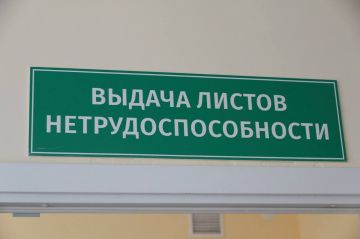 ВЫДАЧА ЛИСТОВ
НЕТРУДОСПОСОБНОСТИ